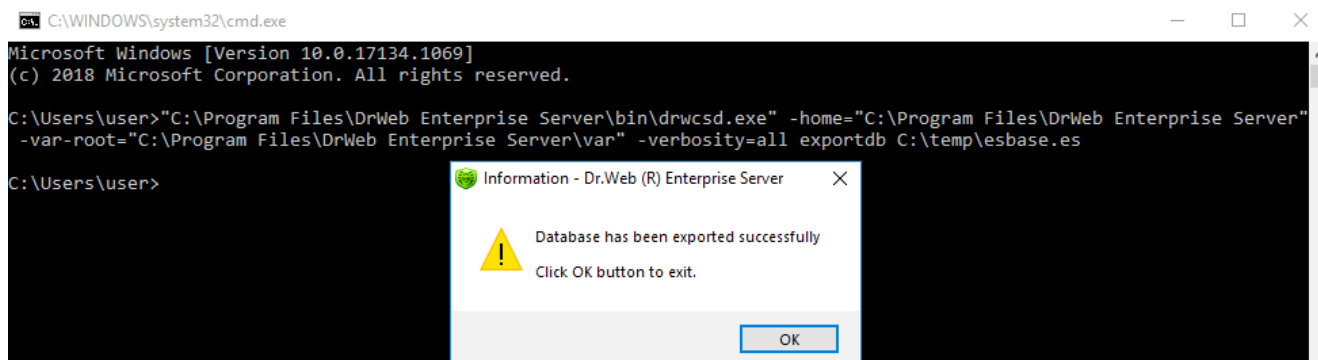 C:\WINDOWS\system32\cmd.exe
Microsoft Windows [Version 10.0.17134.1069]
(c) 2018 Microsoft Corporation. All rights reserved.
C:\Users\user>"C:\Program Files\DrWeb Enterprise Server\bin\drwcsd.exe" -home="C:\Program Files\DrWeb Enterprise Server"
-var-root="C:\Program Files\DrWeb Enterprise Server\var" -verbosity=all exportdb C:\temp\esbase.es
C:\Users\user>
Information - Dr.Web (R) Enterprise Server
Database has been exported successfully
Click OK button to exit.
OK